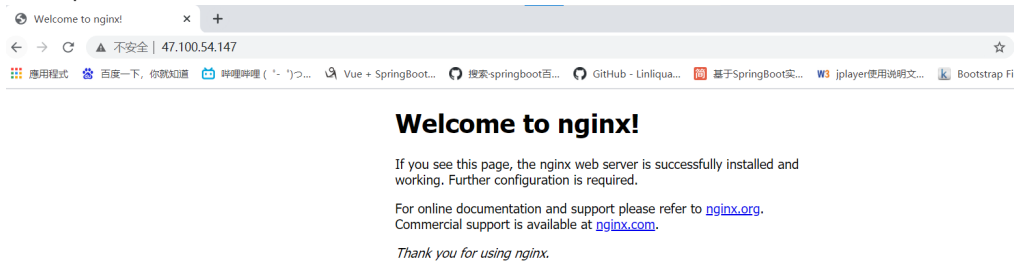 Welcome to nginx!
不安全 | 47.100.54.147
應用程式 百度一下，你就知道 哔哩哔哩 ( ゜- ゜)つ... Vue + SpringBoot... 搜索·springboot百... GitHub - Linliqua... 基于SpringBoot实... jplayer使用说明文... Bootstrap Fi
Welcome to nginx!
If you see this page, the nginx web server is successfully installed and
working. Further configuration is required.
For online documentation and support please refer to nginx.org.
Commercial support is available at nginx.com.
Thank you for using nginx.